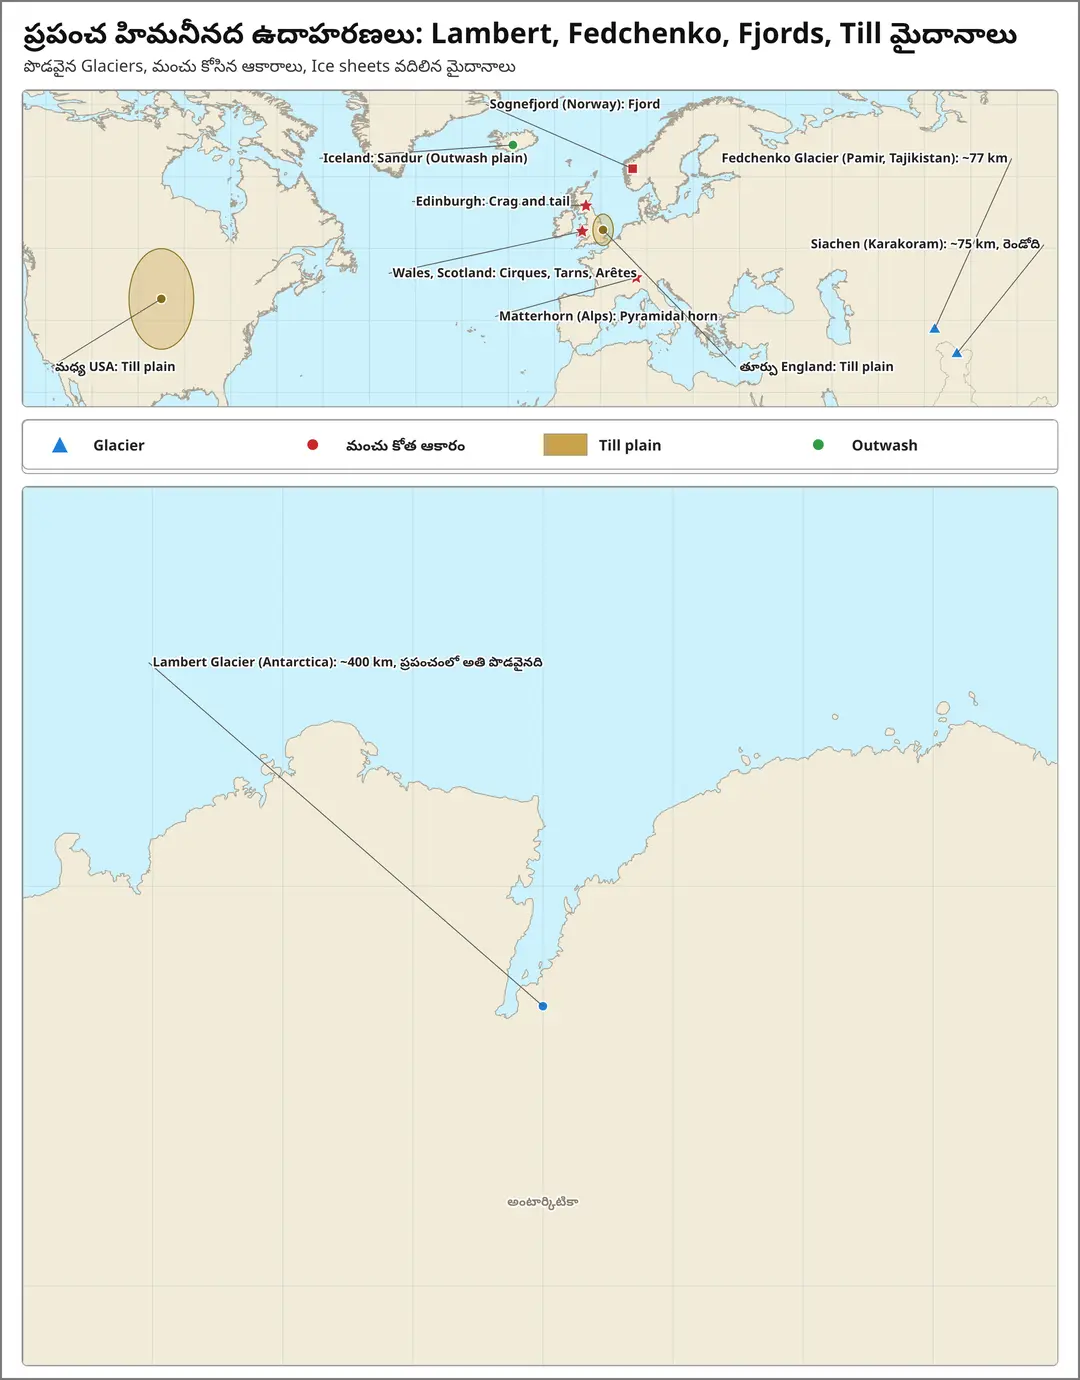 ప్రపంచ హిమనీనద ఉదాహరణలు: Lambert, Fedchenko, Fjords, Till మైదానాలు
పొడవైన Glaciers, మంచు కోసిన ఆకారాలు, Ice sheets వదిలిన మైదానాలు
Sognefjord (Norway): Fjord
Iceland: Sandur (Outwash plain)
Fedchenko Glacier (Pamir, Tajikistan): ~77 km
Edinburgh: Crag and tail
Siachen (Karakoram): ~75 km, రెండోది
Wales, Scotland: Cirques, Tarns, Arêtes
Matterhorn (Alps): Pyramidal horn
మధ్య USA: Till plain
తూర్పు England: Till plain
Glacier
మంచు కోత ఆకారం
Till plain
Outwash
Lambert Glacier (Antarctica): ~400 km, ప్రపంచంలో అతి పొడవైనది
అంటార్కిటికా